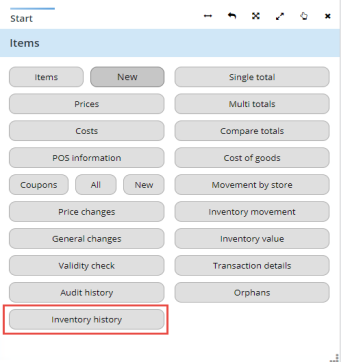 Start
Items
Items New Single total
Prices Multi totals
Costs Compare totals
POS information Cost of goods
Coupons All New Movement by store
Price changes Inventory movement
General changes Inventory value
Validity check Transaction details
Audit history Orphans
Inventory history